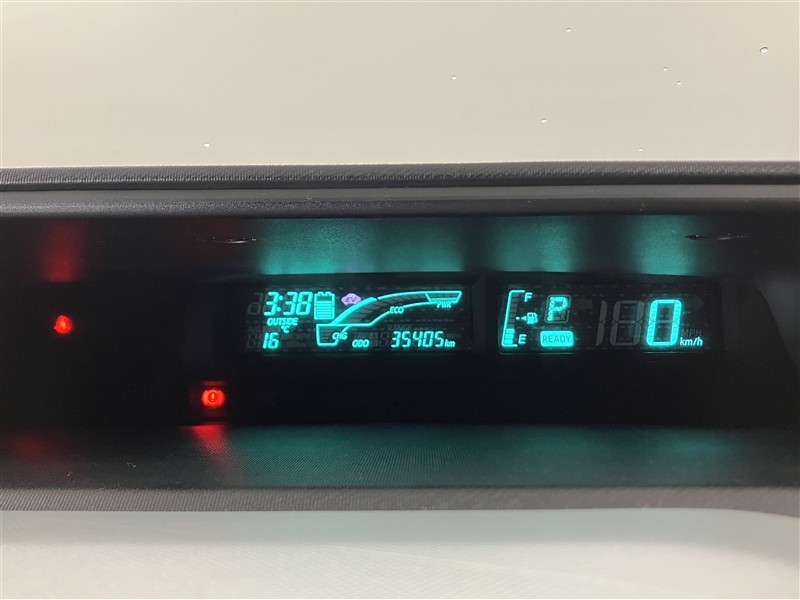 3:38
OUTSIDE
°C
16
ECO
PWR
CHG
ODO 35405 km
F
E
P
READY
0
MPH
km/h